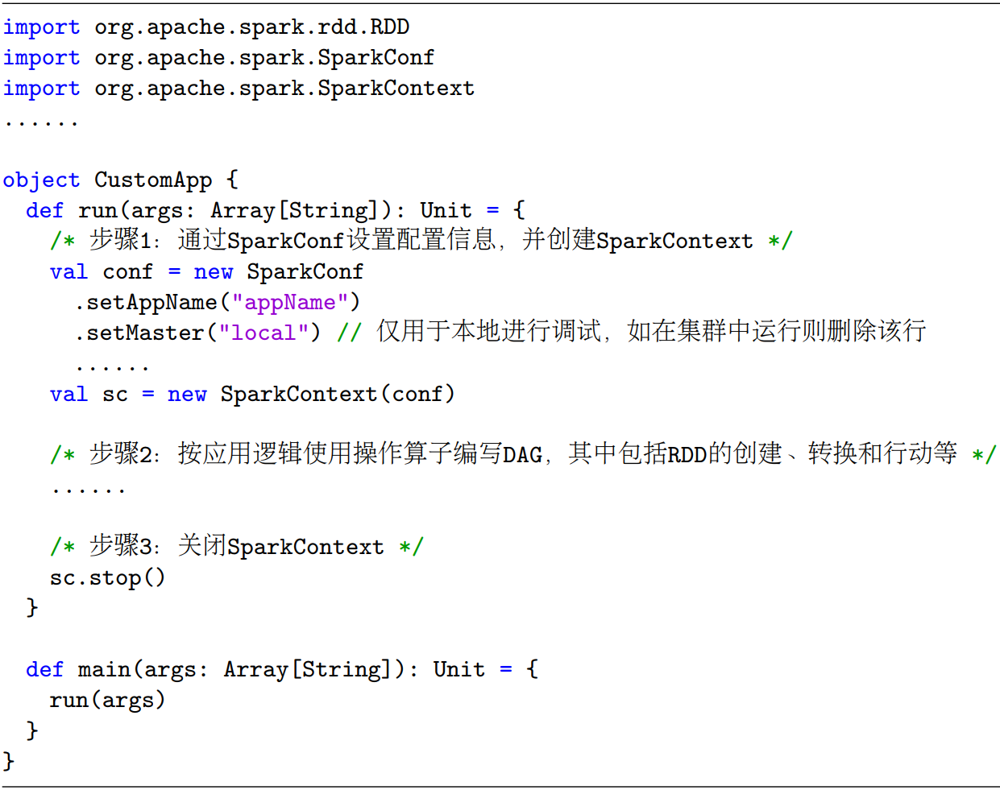 import org.apache.spark.rdd.RDD
import org.apache.spark.SparkConf
import org.apache.spark.SparkContext
......
object CustomApp {
  def run(args: Array[String]): Unit = {
    /* 步骤1：通过SparkConf设置配置信息，并创建SparkContext */
    val conf = new SparkConf
      .setAppName("appName")
      .setMaster("local") // 仅用于本地进行调试，如在集群中运行则删除该行
      ......
    val sc = new SparkContext(conf)
    /* 步骤2：按应用逻辑使用操作算子编写DAG，其中包括RDD的创建、转换和行动等 */
    ......
    /* 步骤3：关闭SparkContext */
    sc.stop()
  }
  def main(args: Array[String]): Unit = {
    run(args)
  }
}